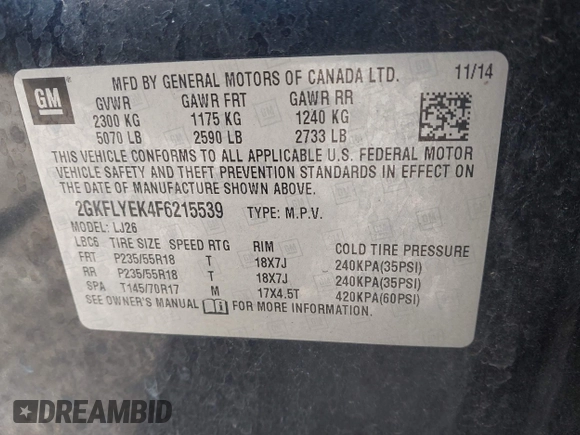 GM
MFD BY GENERAL MOTORS OF CANADA LTD. 11/14
GVWR GAWR FRT GAWR RR
2300 KG 1175 KG 1240 KG
5070 LB 2590 LB 2733 LB
THIS VEHICLE CONFORMS TO ALL APPLICABLE U.S. FEDERAL MOTOR
VEHICLE SAFETY AND THEFT PREVENTION STANDARDS IN EFFECT ON
THE DATE OF MANUFACTURE SHOWN ABOVE.
2GKFLYEK4F6215539 TYPE: M.P.V.
MODEL: LJ26
LBC6 TIRE SIZE SPEED RTG RIM COLD TIRE PRESSURE
FRT P235/55R18 T 18X7J 240KPA(35PSI)
RR P235/55R18 T 18X7J 240KPA(35PSI)
SPA T145/70R17 M 17X4.5T 420KPA(60PSI)
SEE OWNER'S MANUAL FOR MORE INFORMATION.
DREAMBID